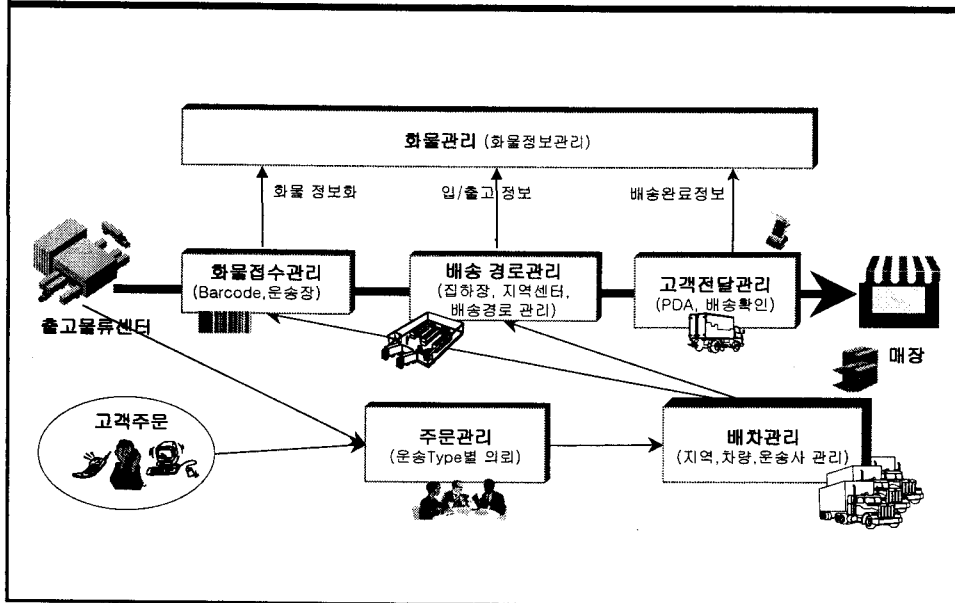 화물관리 (화물정보관리)
화물 정보화
입/출고 정보
배송완료정보
화물접수관리
(Barcode,운송장)
배송 경로관리
(집하장, 지역센터,
배송경로 관리)
고객전달관리
(PDA, 배송확인)
출고물류센터
매장
고객주문
주문관리
(운송Type별 의뢰)
배차관리
(지역,차량,운송사 관리)